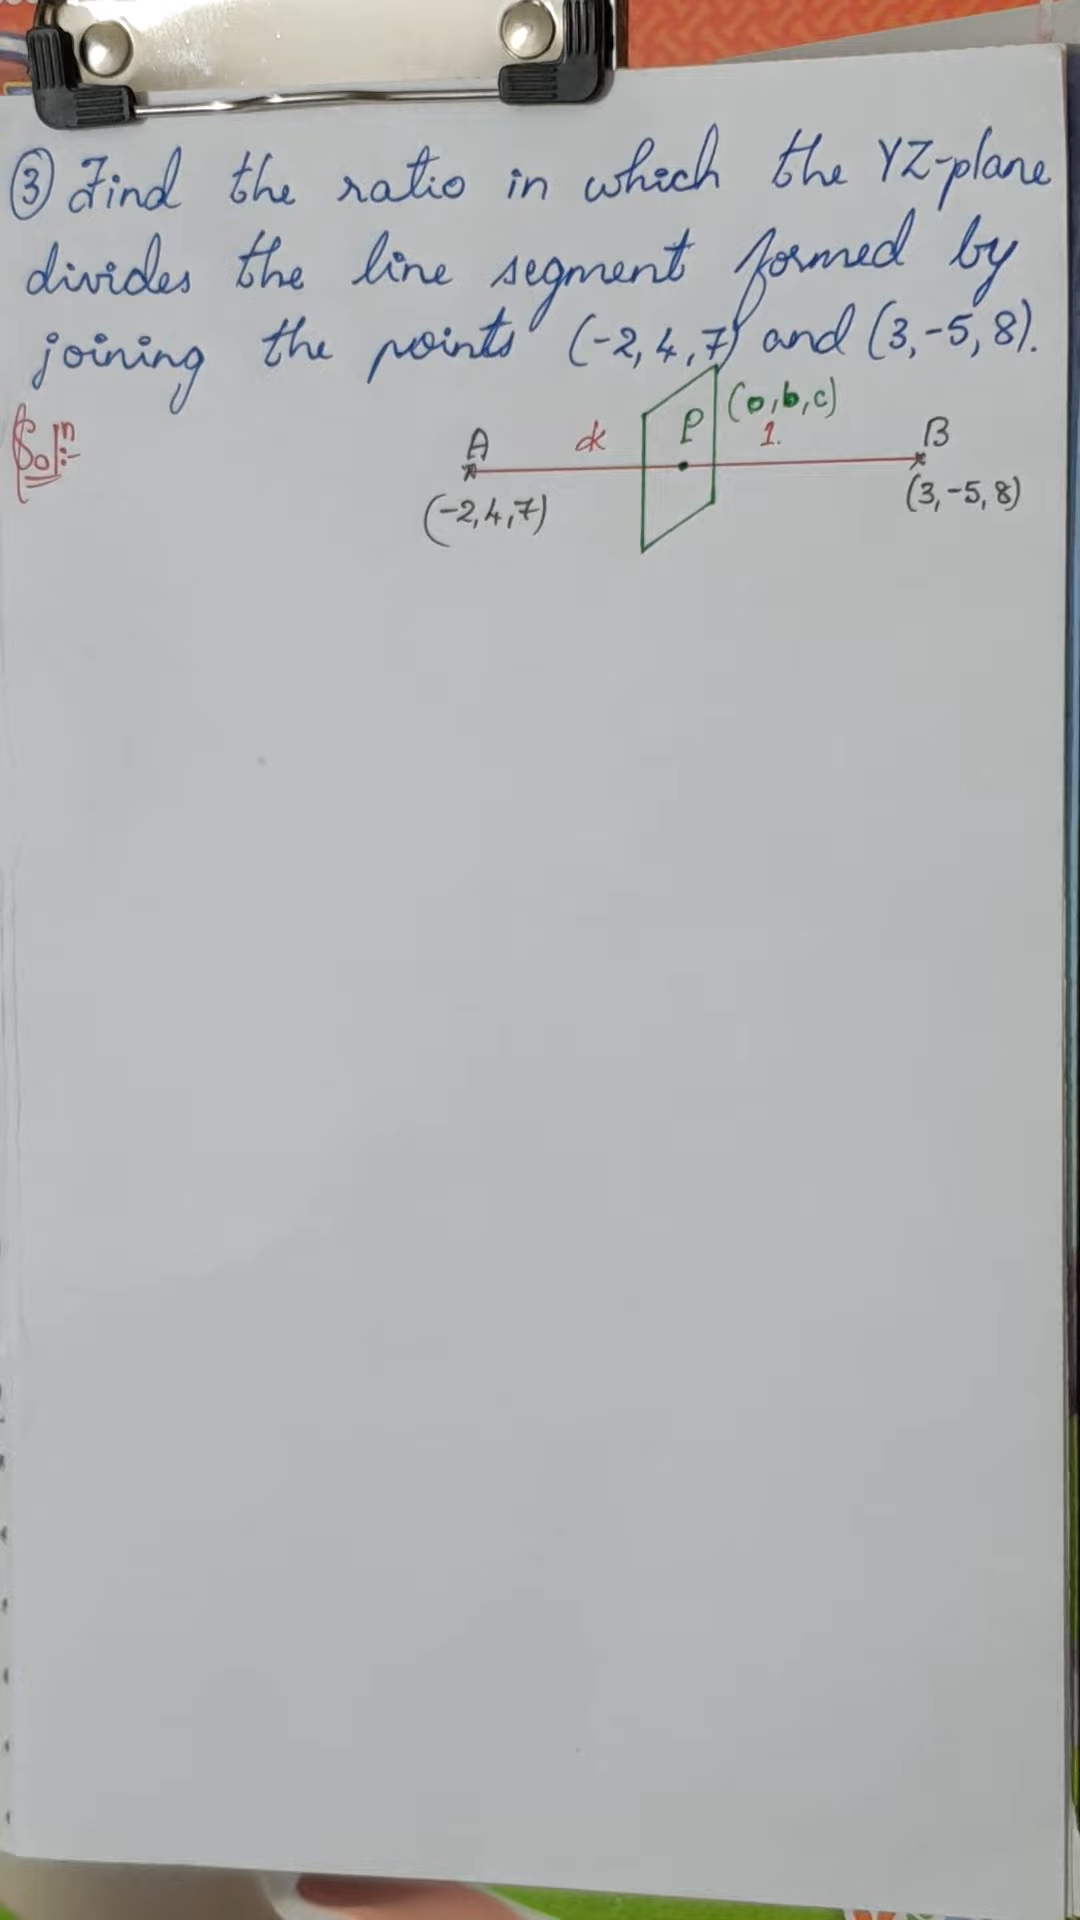 ③ Find the ratio in which the YZ-plane
divides the line segment formed by
joining the points (-2,4,7) and (3,-5,8).
Solⁿ:-
A k P (0,b,c) 1. B
(-2,4,7) (3,-5,8)